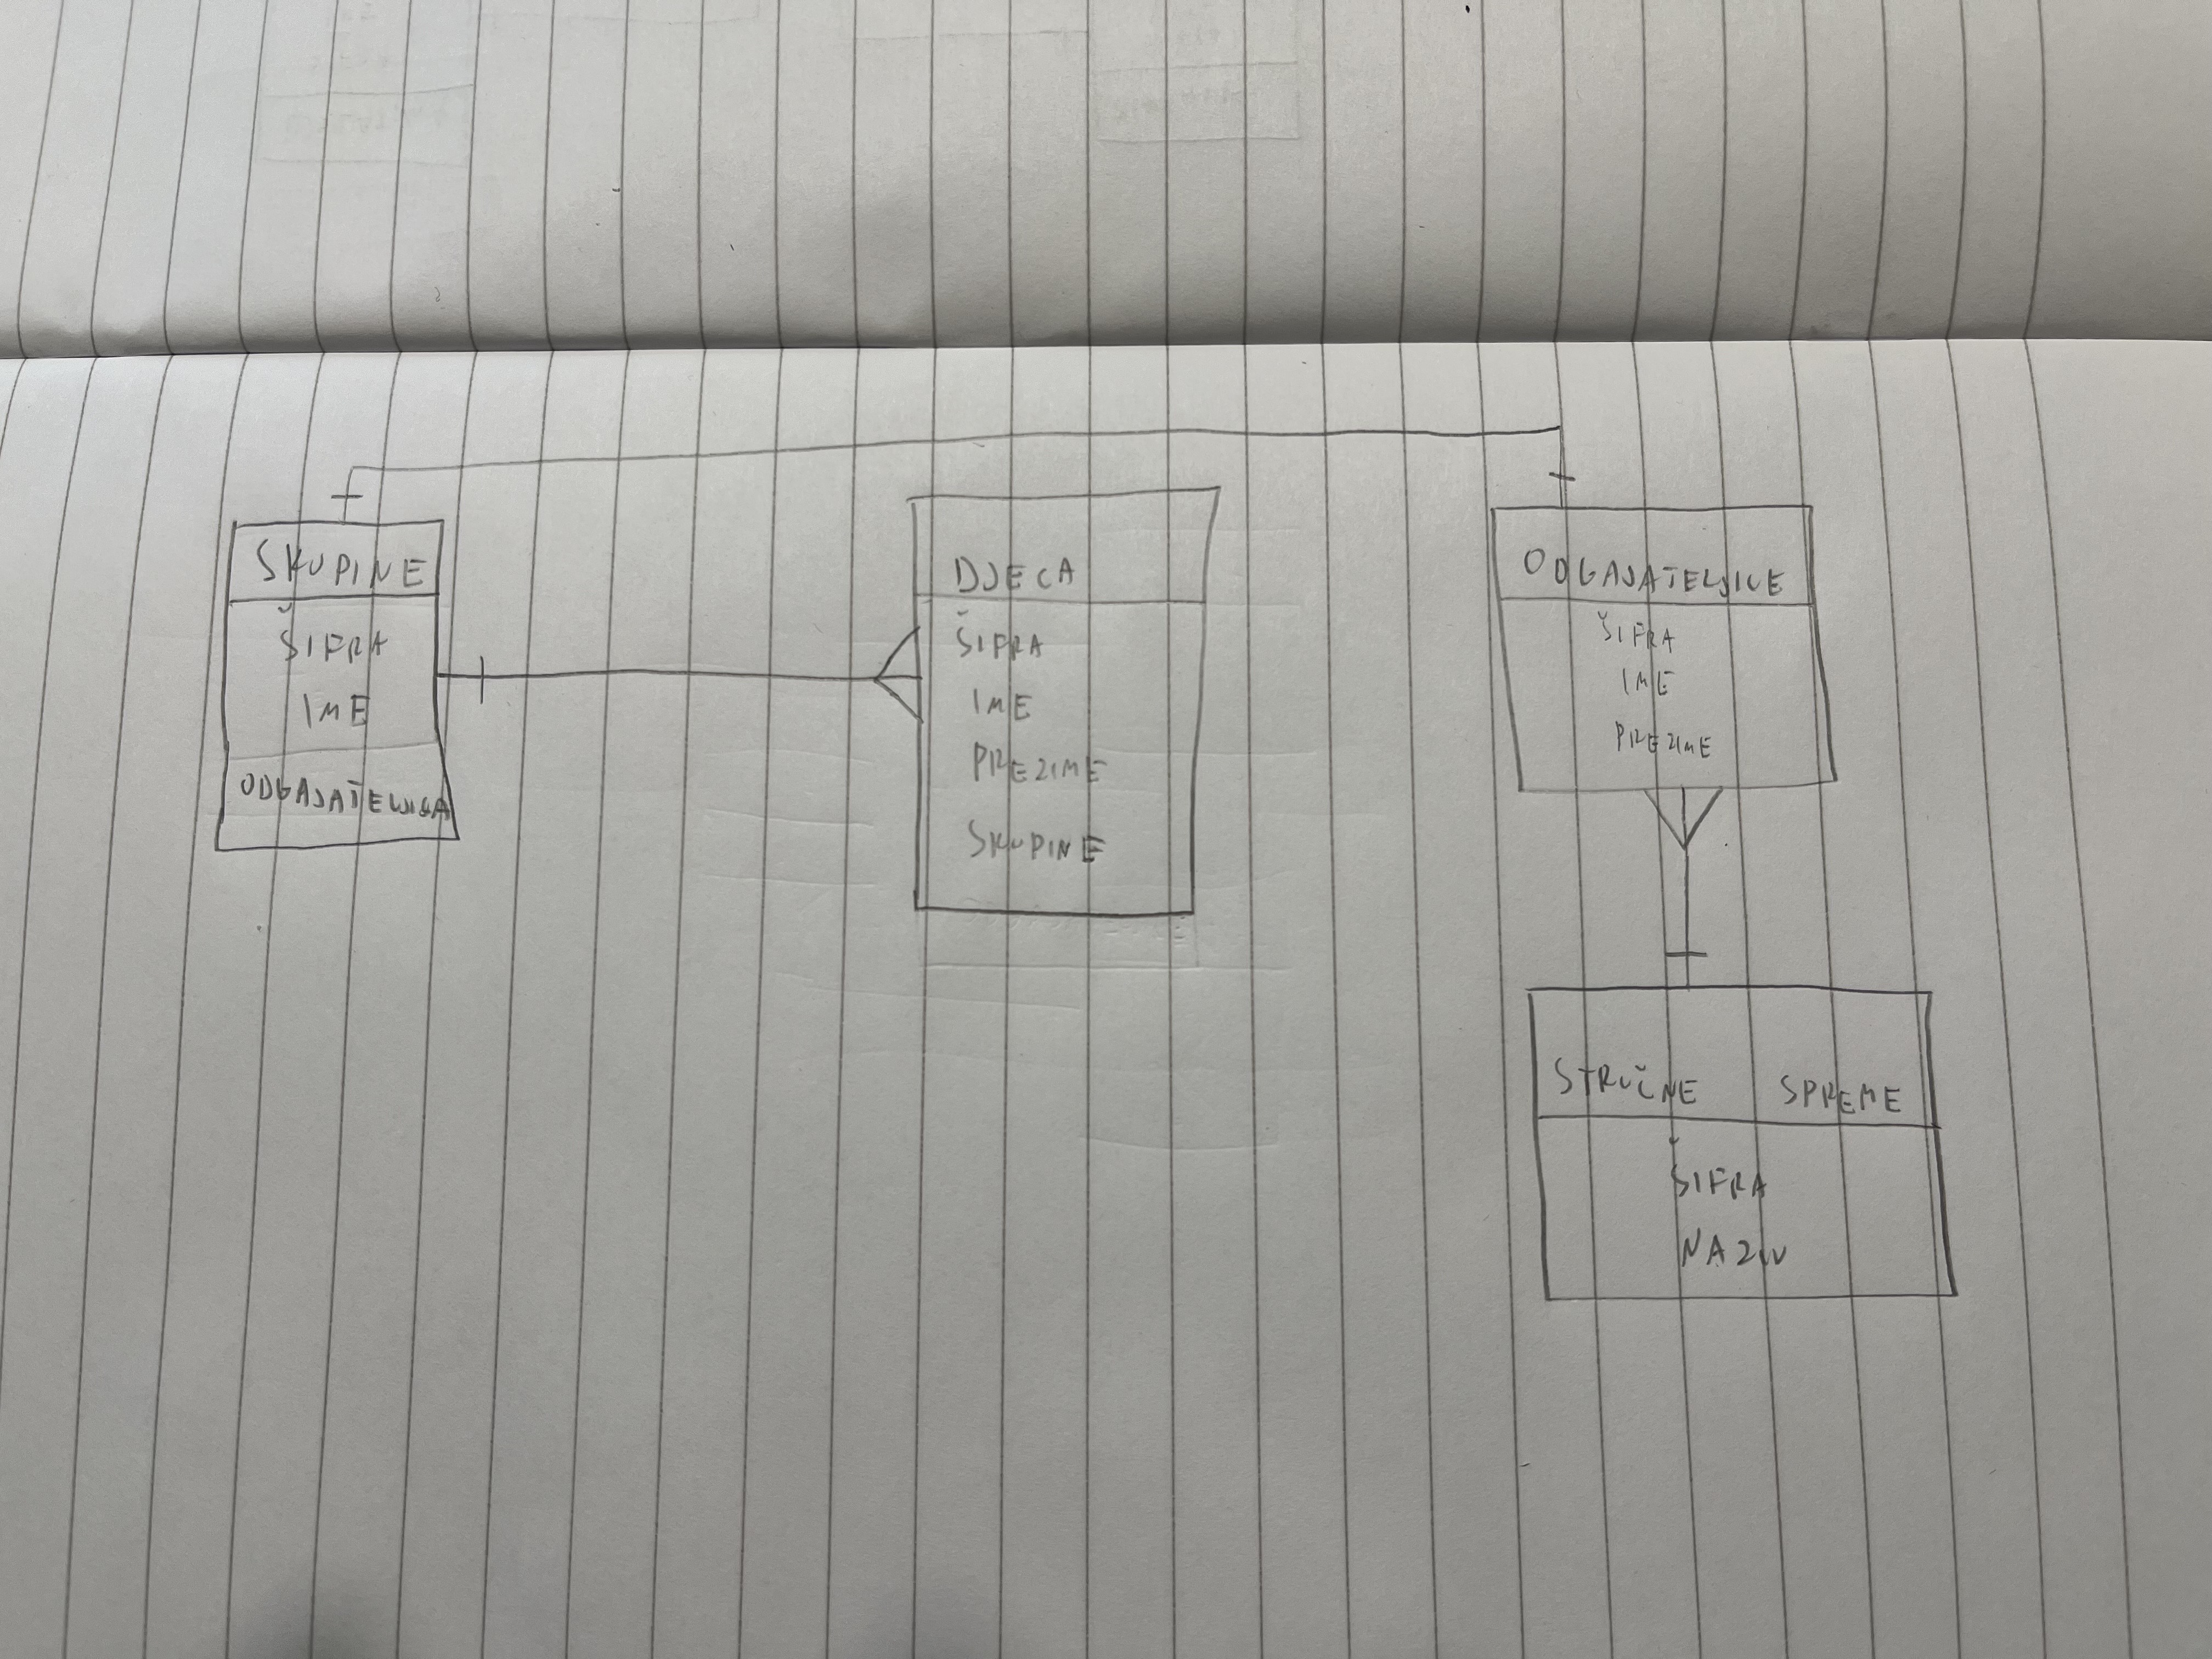 SKUPINE
ŠIFRA
IME
ODGAJATELJICA
DJECA
ŠIFRA
IME
PREZIME
SKUPINE
ODGAJATELJICE
ŠIFRA
IME
PREZIME
STRUČNE SPREME
ŠIFRA
NAZIV